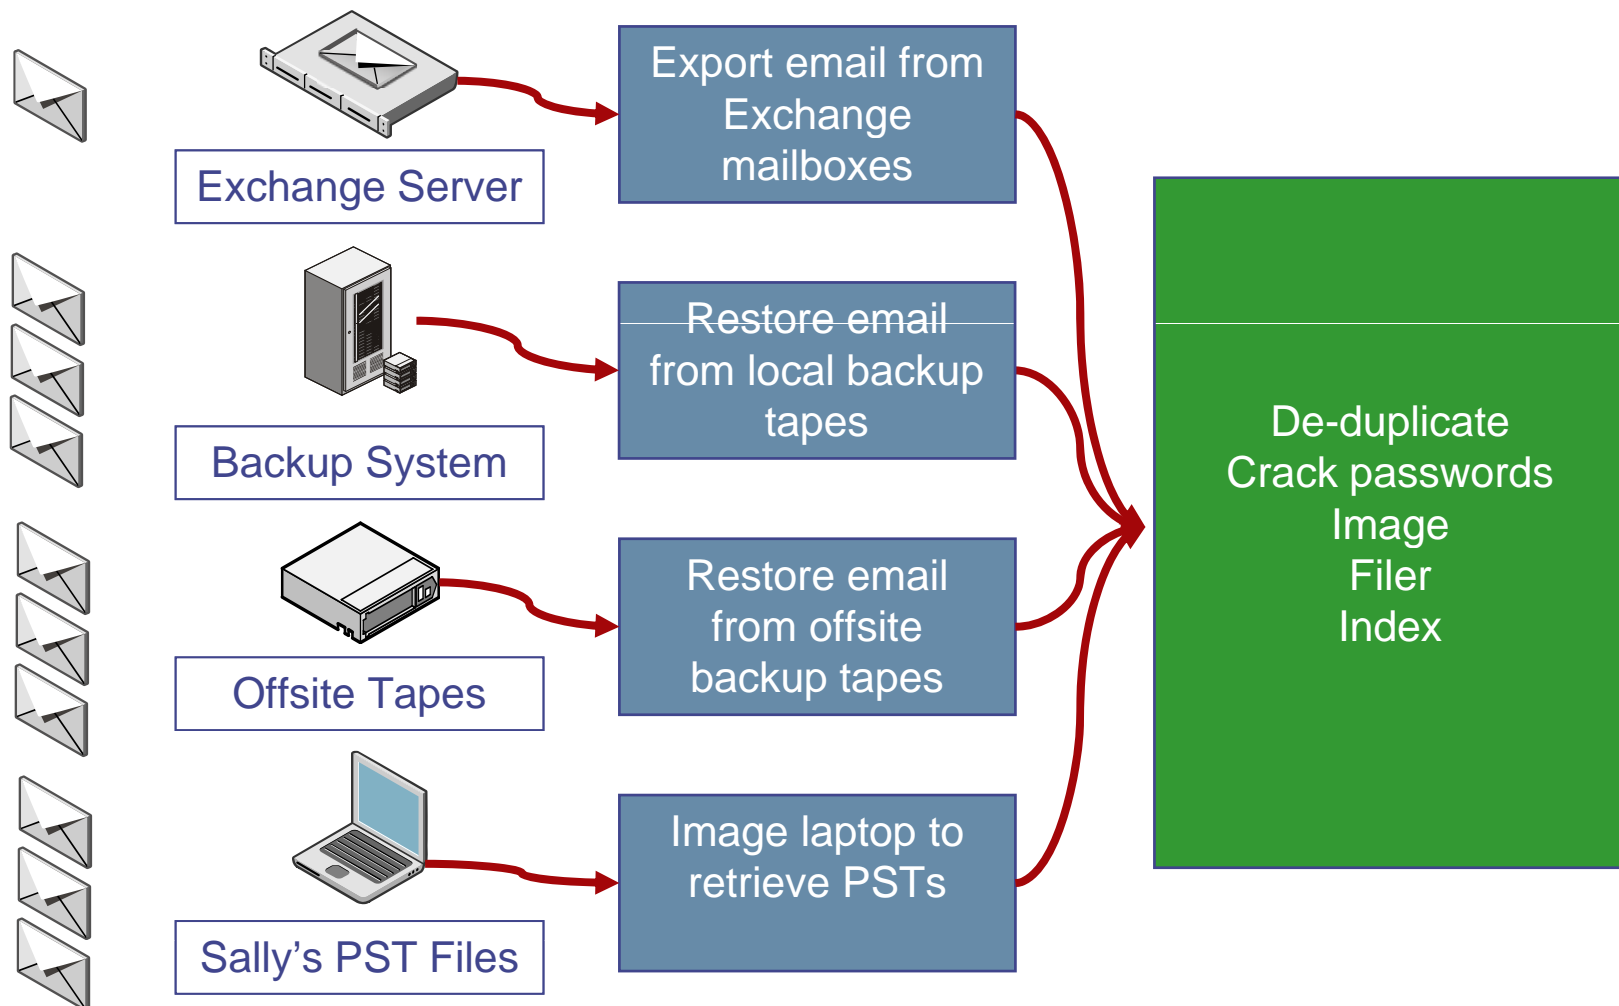 Exchange Server
Export email from
Exchange
mailboxes
Backup System
Restore email
from local backup
tapes
Offsite Tapes
Restore email
from offsite
backup tapes
Sally’s PST Files
Image laptop to
retrieve PSTs
De-duplicate
Crack passwords
Image
Filer
Index